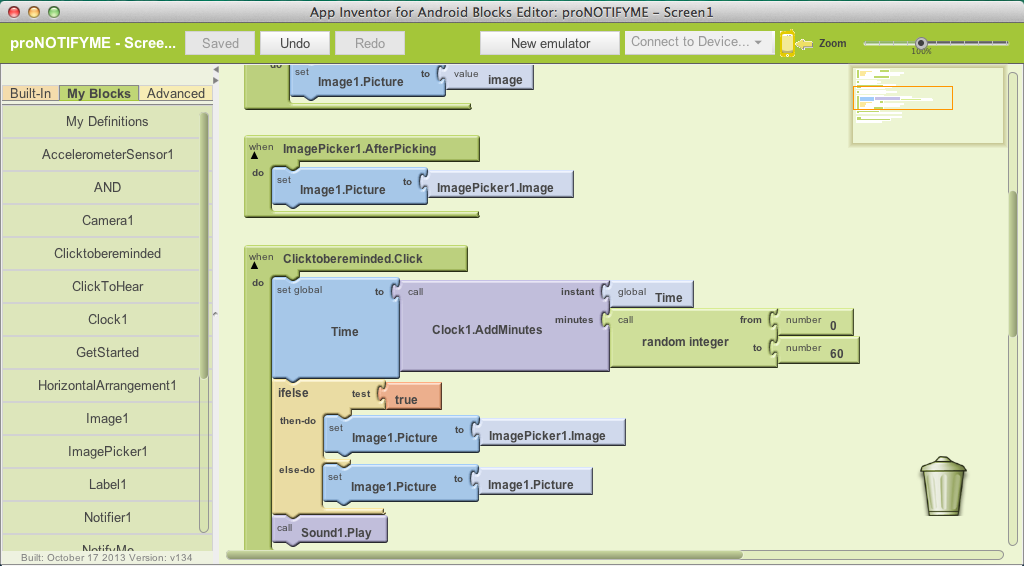 App Inventor for Android Blocks Editor: proNOTIFYME – Screen1
proNOTIFYME - Scree...
Saved
Undo
Redo
New emulator
Connect to Device...
Zoom
100%
Built-In
My Blocks
Advanced
My Definitions
AccelerometerSensor1
AND
Camera1
Clicktobereminded
ClickToHear
Clock1
GetStarted
HorizontalArrangement1
Image1
ImagePicker1
Label1
Notifier1
NotifyMe
Built: October 17 2013 Version: v134
do
set Image1.Picture to
value image
when ImagePicker1.AfterPicking
do
set Image1.Picture to
ImagePicker1.Image
when Clicktobereminded.Click
do
set global Time to
call Clock1.AddMinutes instant
global Time
minutes
call random integer from
number 0
to
number 60
ifelse test
true
then-do
set Image1.Picture to
ImagePicker1.Image
else-do
set Image1.Picture to
Image1.Picture
call Sound1.Play